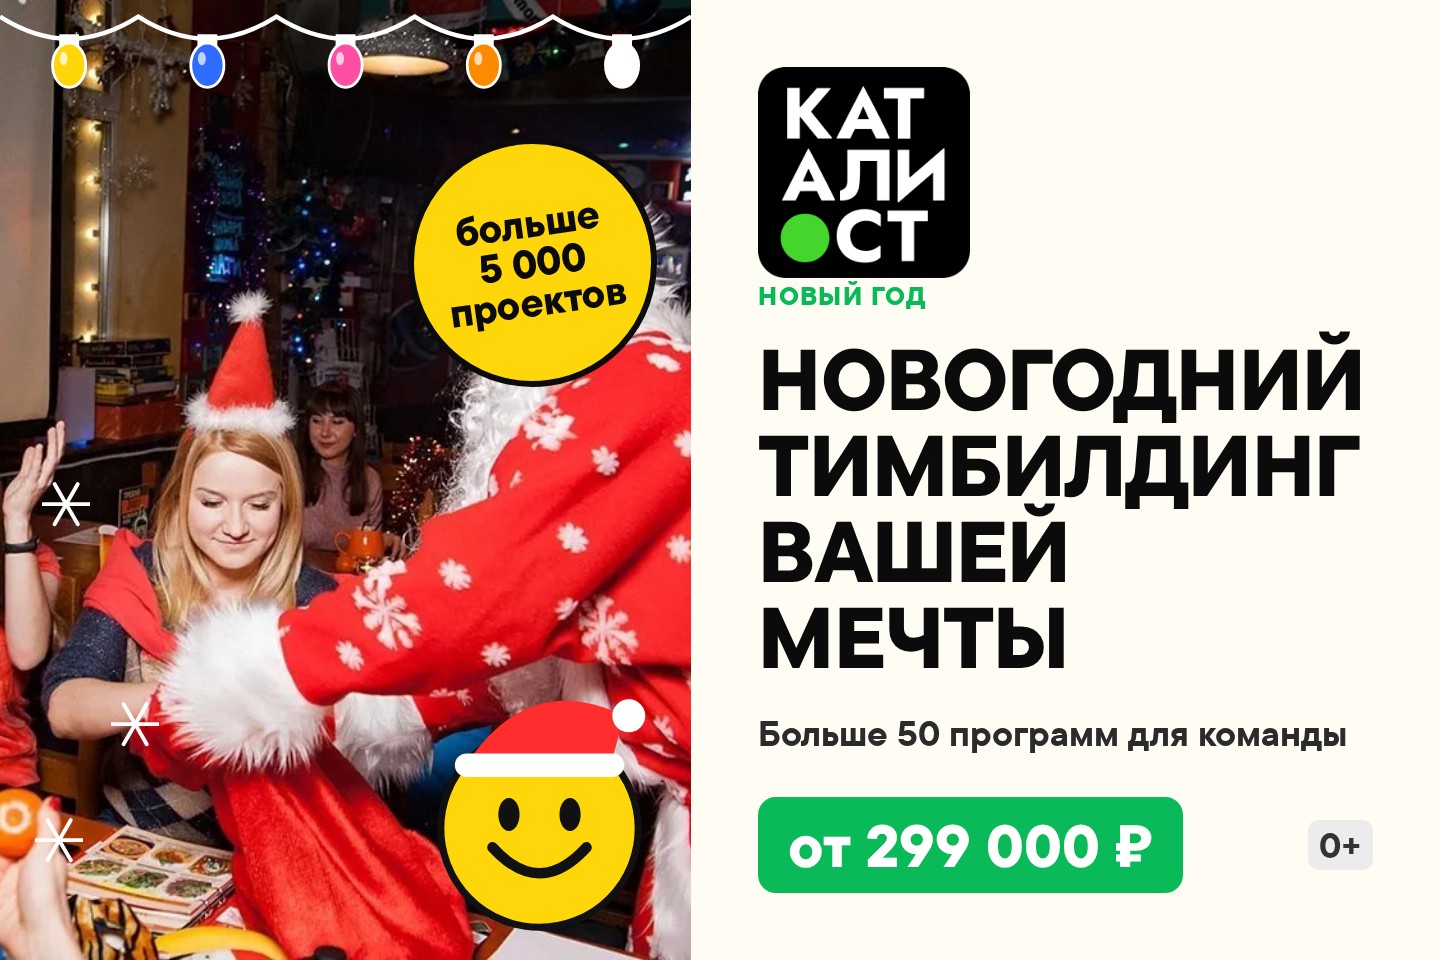 больше
5 000
проектов
КАТ
АЛИ
СТ
НОВЫЙ ГОД
НОВОГОДНИЙ
ТИМБИЛДИНГ
ВАШЕЙ
МЕЧТЫ
Больше 50 программ для команды
от 299 000 ₽
0+